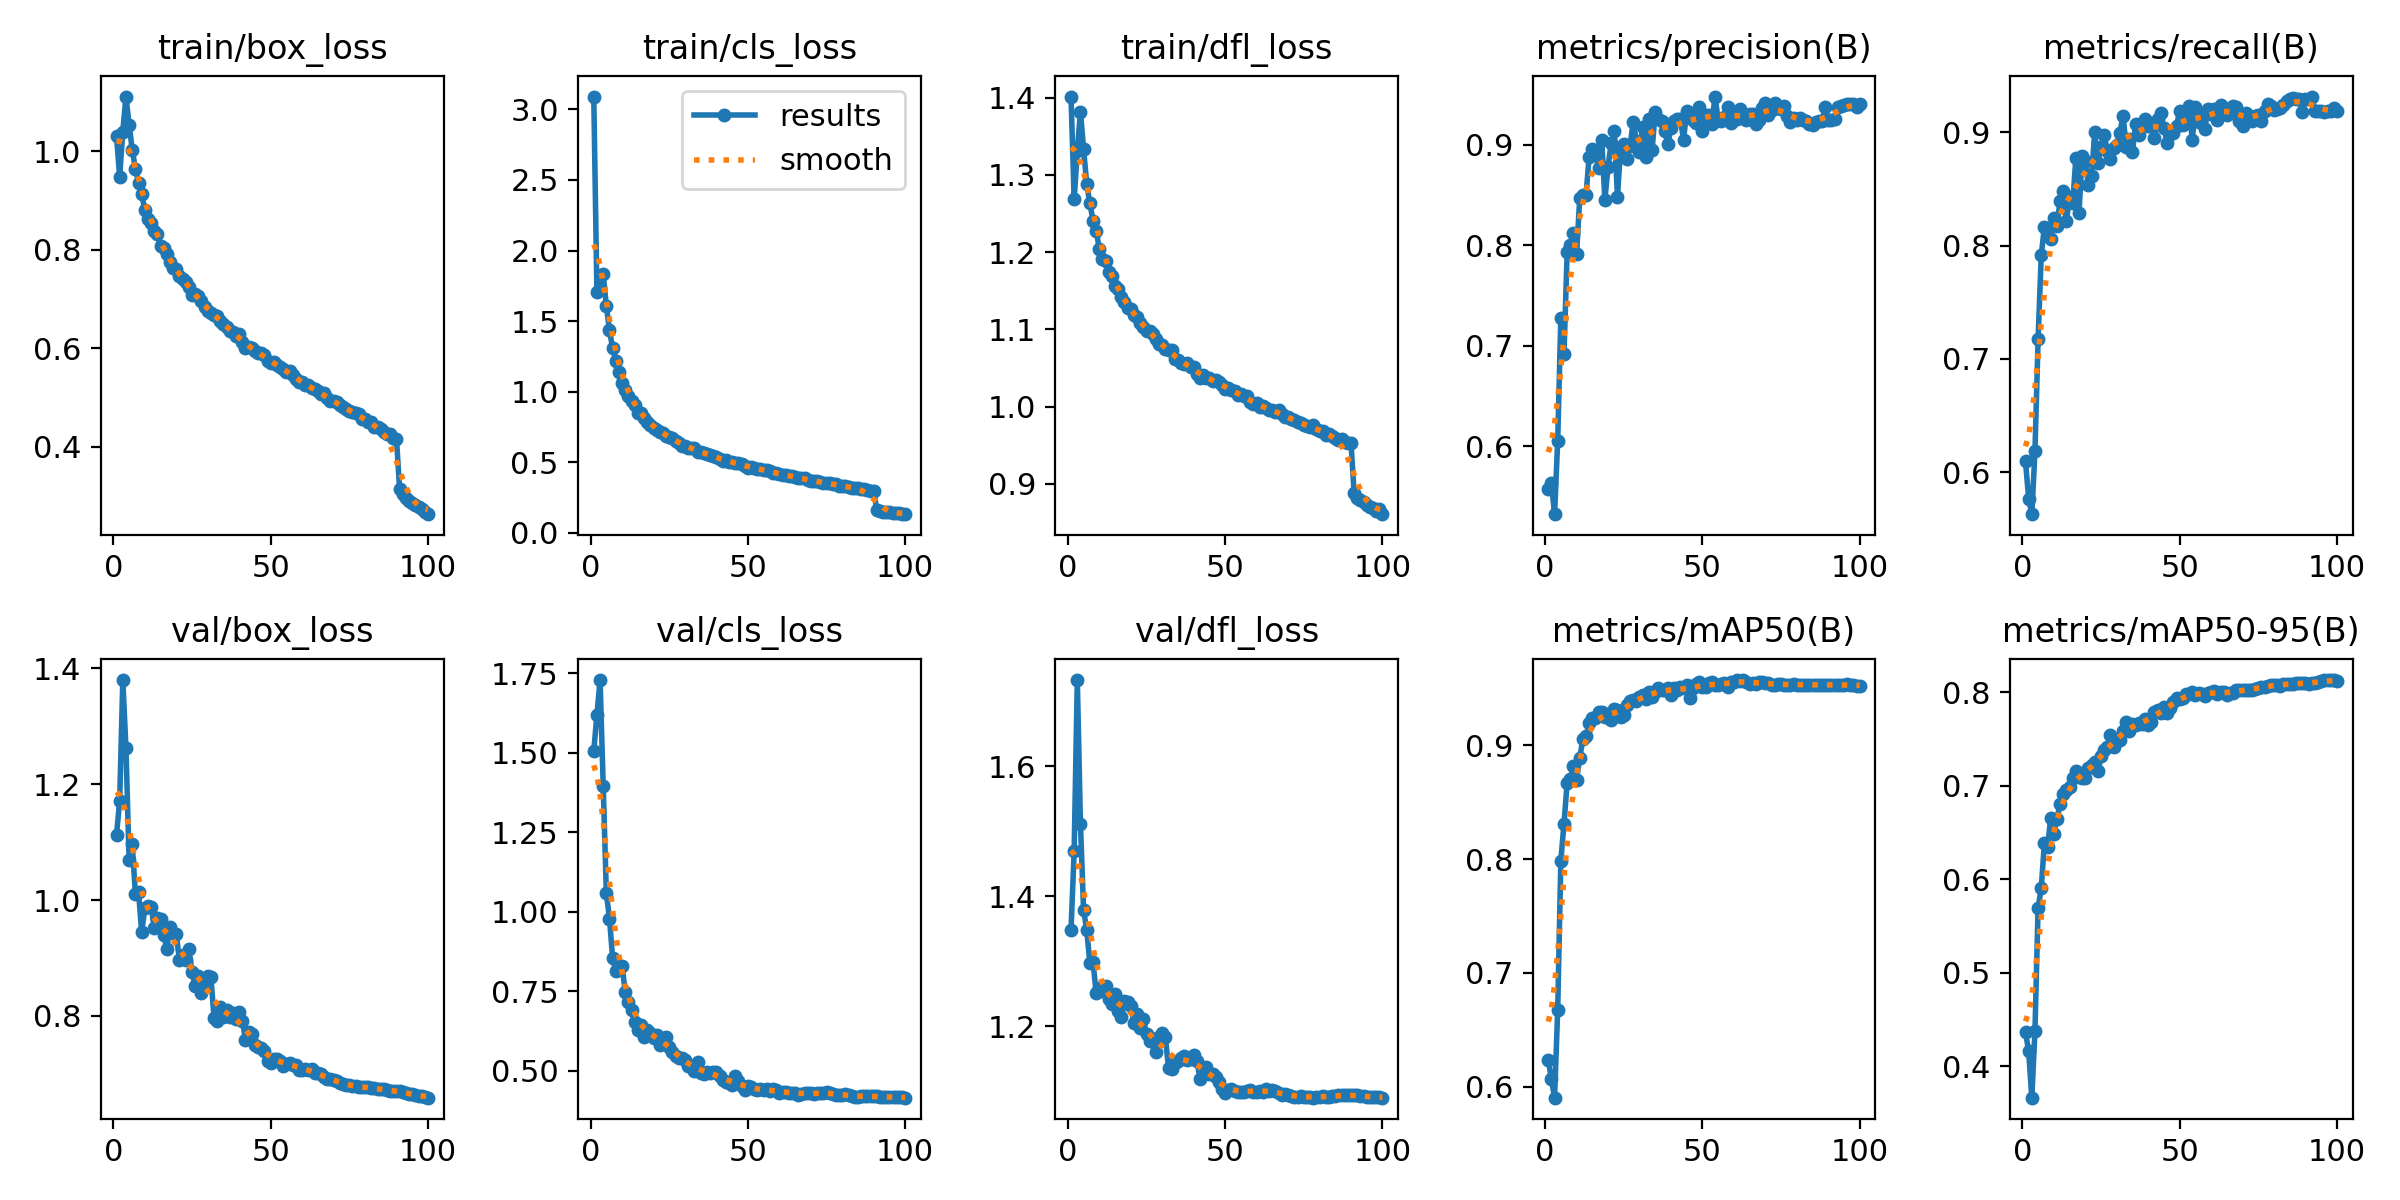 train/box_loss
1.0
0.8
0.6
0.4
0 50 100
train/cls_loss
results
smooth
3.0
2.5
2.0
1.5
1.0
0.5
0.0
0 50 100
train/dfl_loss
1.4
1.3
1.2
1.1
1.0
0.9
0 50 100
metrics/precision(B)
0.9
0.8
0.7
0.6
0 50 100
metrics/recall(B)
0.9
0.8
0.7
0.6
0 50 100
val/box_loss
1.4
1.2
1.0
0.8
0 50 100
val/cls_loss
1.75
1.50
1.25
1.00
0.75
0.50
0 50 100
val/dfl_loss
1.6
1.4
1.2
0 50 100
metrics/mAP50(B)
0.9
0.8
0.7
0.6
0 50 100
metrics/mAP50-95(B)
0.8
0.7
0.6
0.5
0.4
0 50 100